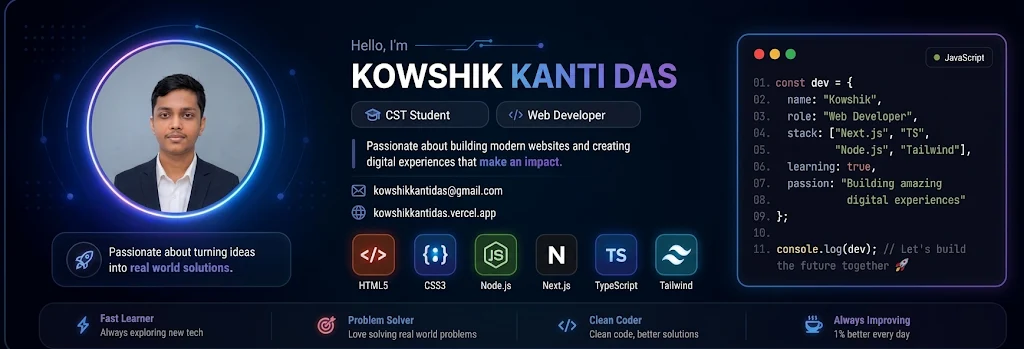 Hello, I'm
KOWSHIK KANTI DAS
CST Student
</> Web Developer
Passionate about building modern websites and creating
digital experiences that make an impact.
kowshikkantidas@gmail.com
kowshikkantidas.vercel.app
</>
{:}
JS
N
TS
HTML5
CSS3
Node.js
Next.js
TypeScript
Tailwind
Passionate about turning ideas
into real world solutions.
JavaScript
01. const dev = {
02. name: "Kowshik",
03. role: "Web Developer",
04. stack: ["Next.js", "TS",
05. "Node.js", "Tailwind"],
06. learning: true,
07. passion: "Building amazing
08. digital experiences"
09. };
10.
11. console.log(dev); // Let's build
the future together 🚀
Fast Learner
Always exploring new tech
Problem Solver
Love solving real world problems
</>
Clean Coder
Clean code, better solutions
Always Improving
1% better every day